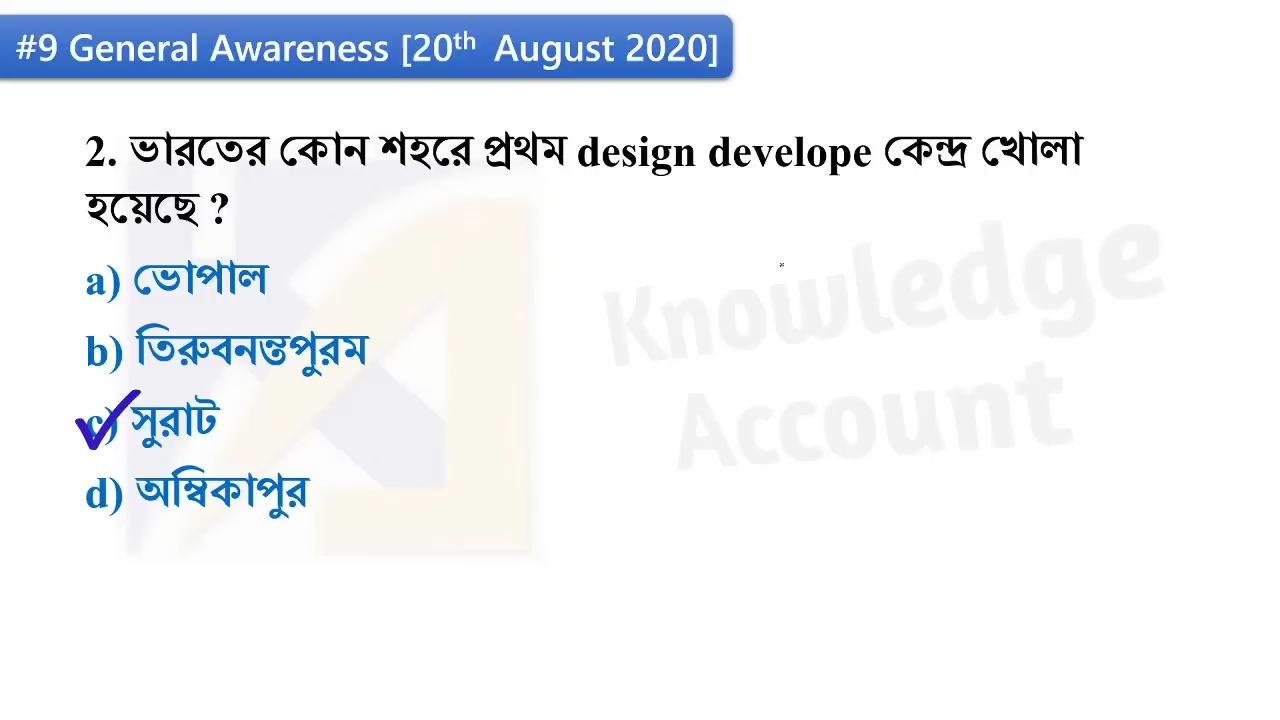 #9 General Awareness [20th August 2020]
2. ভারতের কোন শহরে প্রথম design develope কেন্দ্র খোলা
হয়েছে ?
a) ভোপাল
b) তিরুবনন্তপুরম
c) সুরাট
d) অম্বিকাপুর
Knowledge
Account